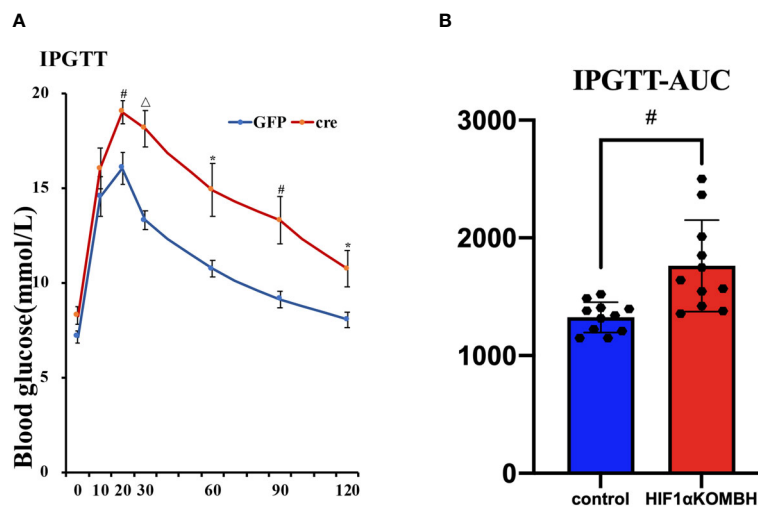 A
IPGTT
Blood glucose(mmol/L)
20
15
10
5
0
0 10 20 30 60 90 120
GFP cre
#
△
*
#
*
B
IPGTT-AUC
#
3000
2000
1000
0
control HIF1αKOMBH